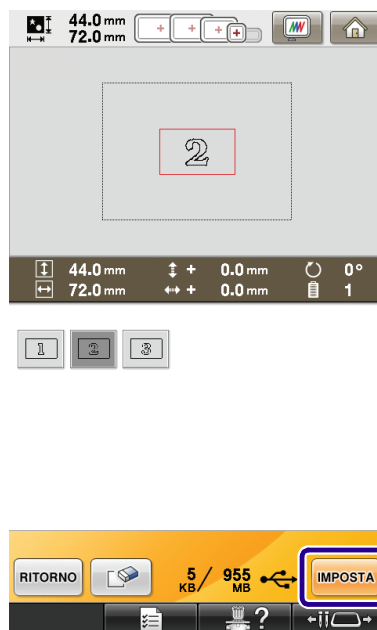 44.0 mm
72.0 mm
2
44.0 mm + 0.0 mm 0°
72.0 mm + 0.0 mm 1
1 2 3
RITORNO 5 KB/ 955 MB IMPOSTA
?